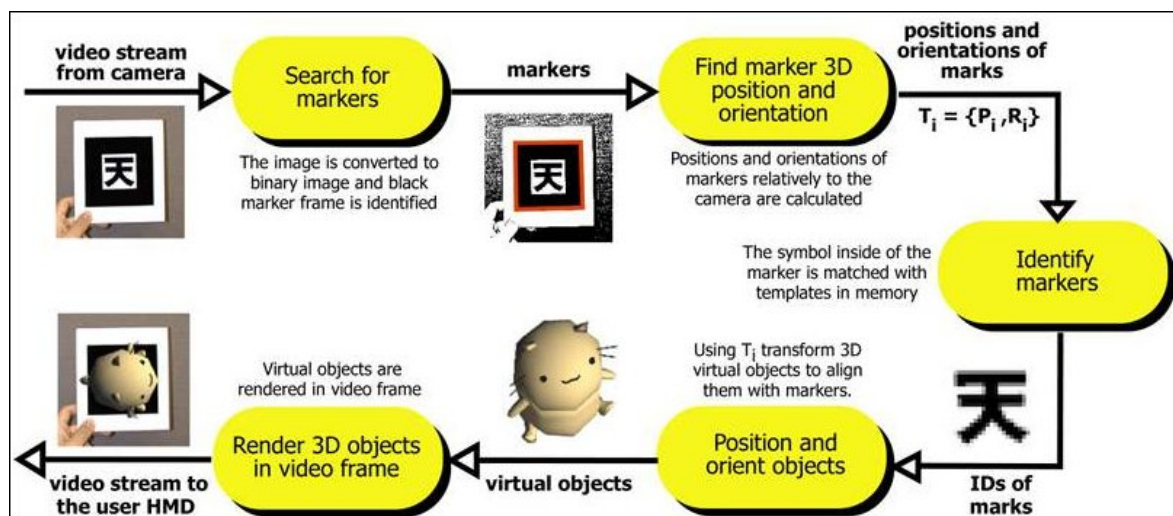 video stream
from camera
Search for
markers
The image is converted to
binary image and black
marker frame is identified
天
markers
天
Find marker 3D
position and
orientation
Positions and orientations of
markers relatively to the
camera are calculated
positions and
orientations of
marks
Ti = {Pi ,Ri}
Identify
markers
The symbol inside of the
marker is matched with
templates in memory
天
IDs of
marks
Using Ti transform 3D
virtual objects to align
them with markers.
Position and
orient objects
virtual objects
Virtual objects are
rendered in video frame
Render 3D objects
in video frame
video stream to
the user HMD